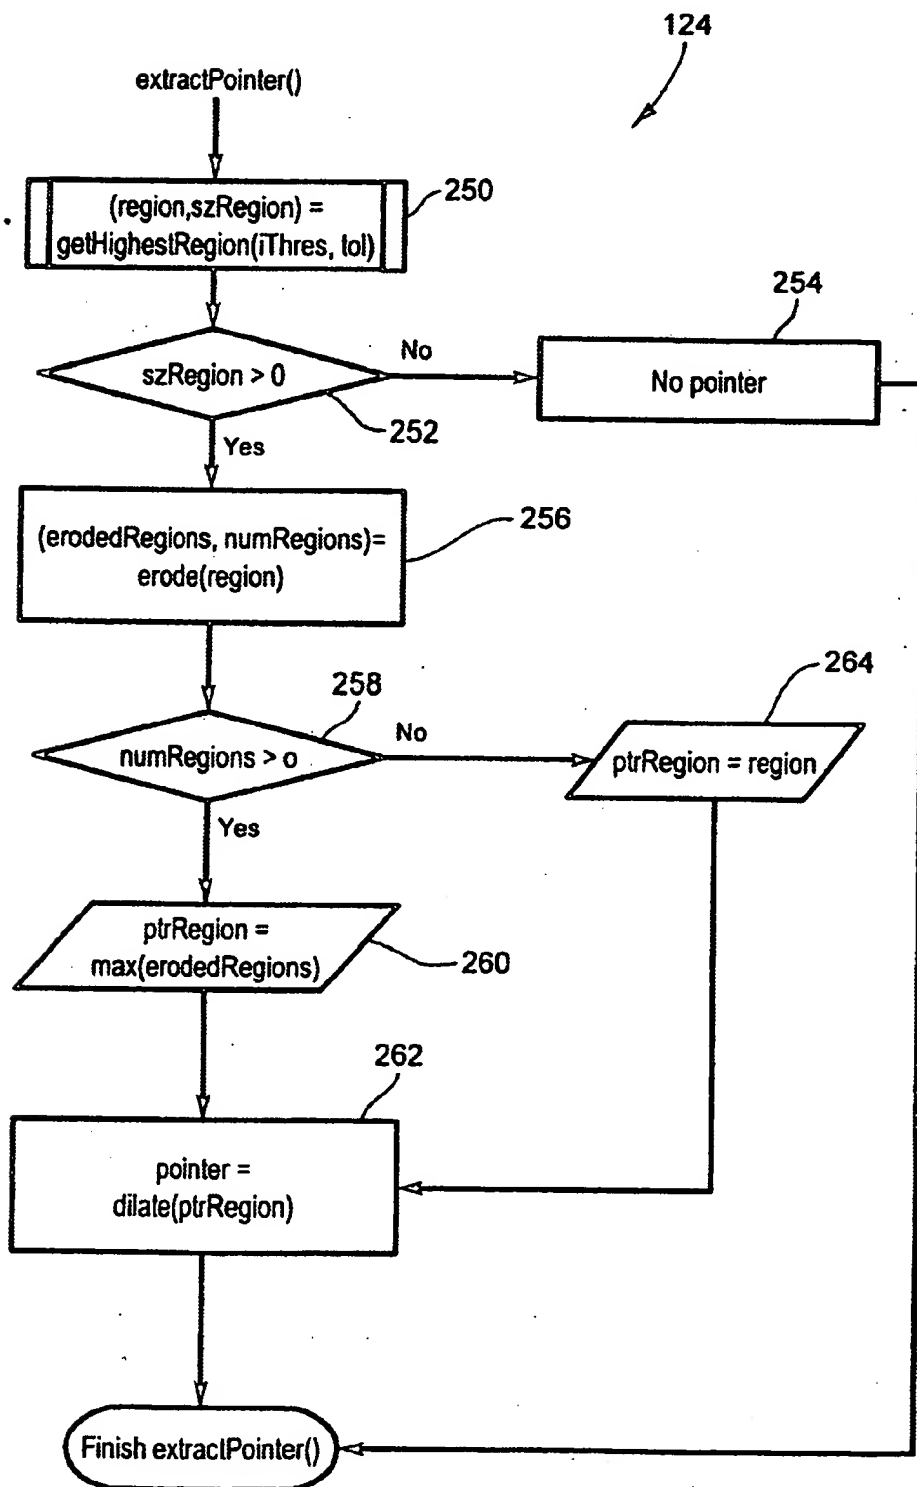 124
extractPointer()
(region,szRegion) =
getHighestRegion(iThres, tol)
250
szRegion > 0
No
252
254
No pointer
Yes
(erodedRegions, numRegions)=
erode(region)
256
258
numRegions > o
No
264
ptrRegion = region
Yes
ptrRegion =
max(erodedRegions)
260
262
pointer =
dilate(ptrRegion)
Finish extractPointer()